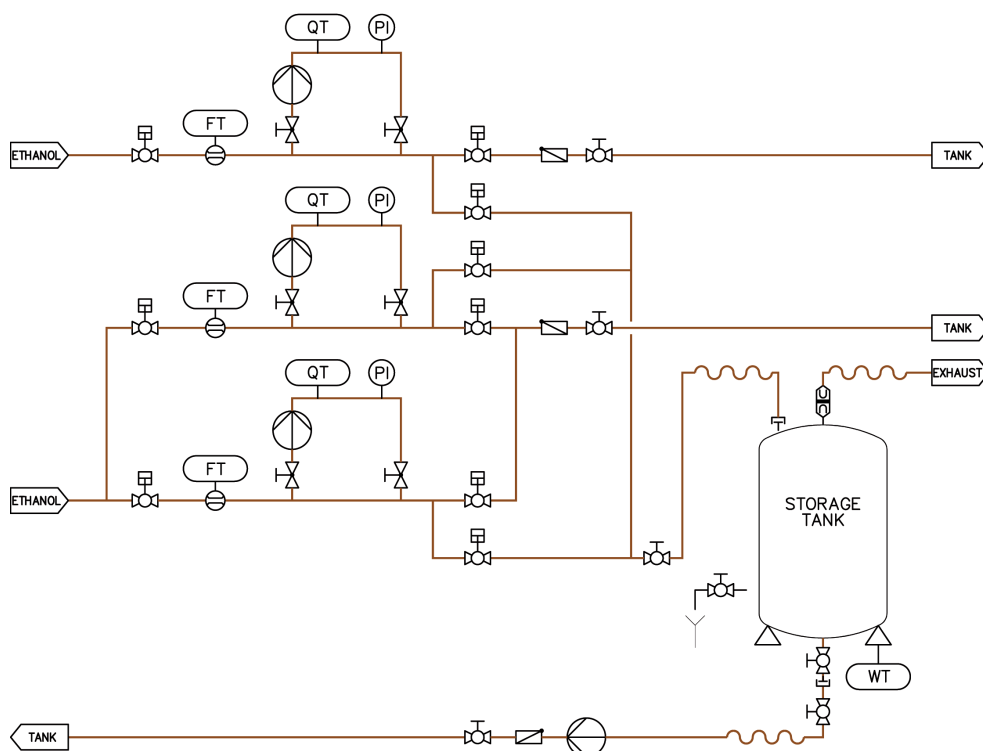 QT
PI
FT
ETHANOL
TANK
QT
PI
FT
TANK
QT
PI
EXHAUST
FT
ETHANOL
STORAGE
TANK
WT
TANK